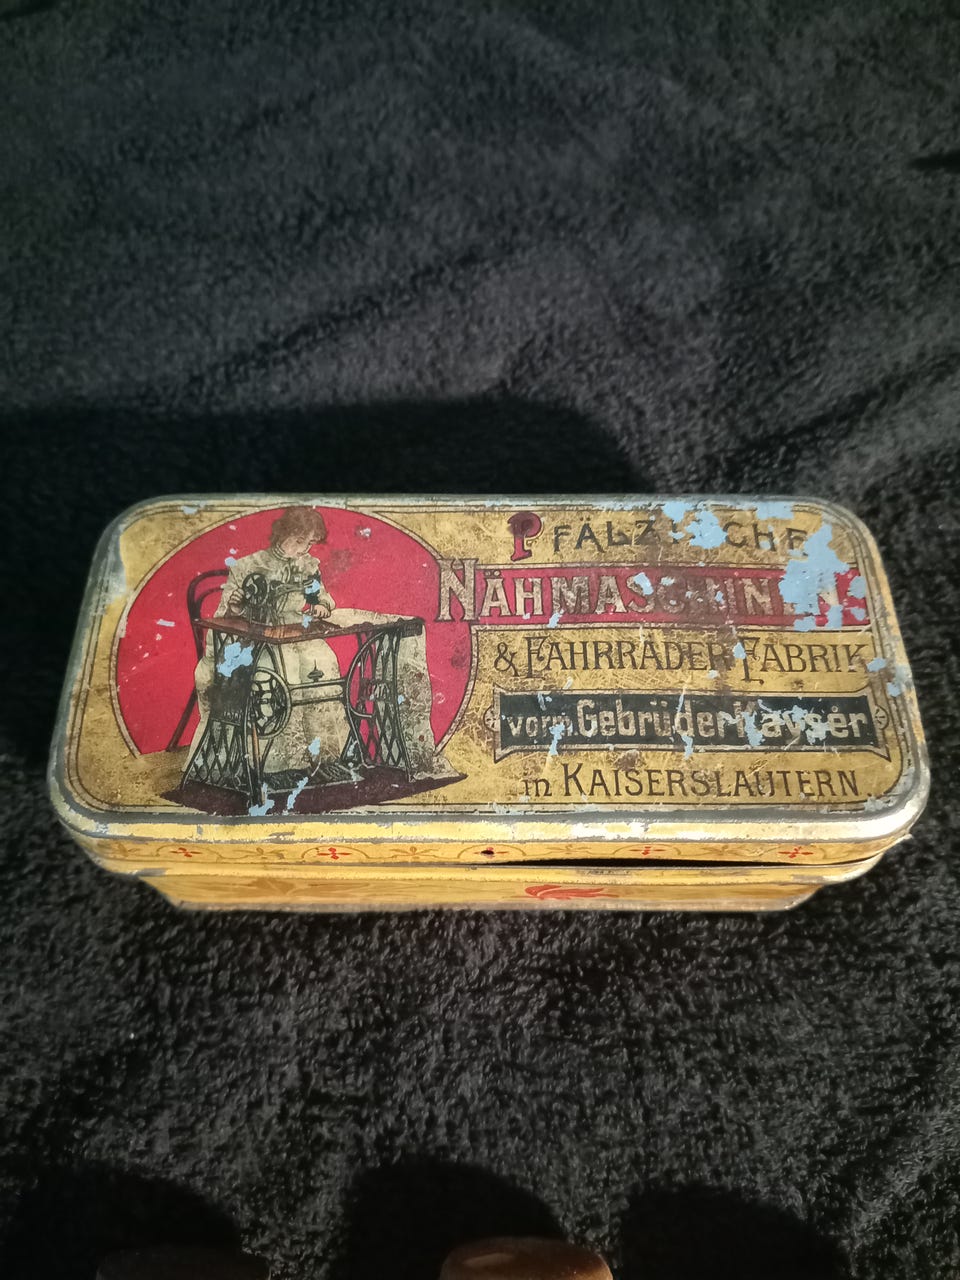 PFÄLZISCHE
NÄHMASCHINEN-
& FAHRRÄDER-FABRIK
vorm. Gebrüder Kayser
in KAISERSLAUTERN.